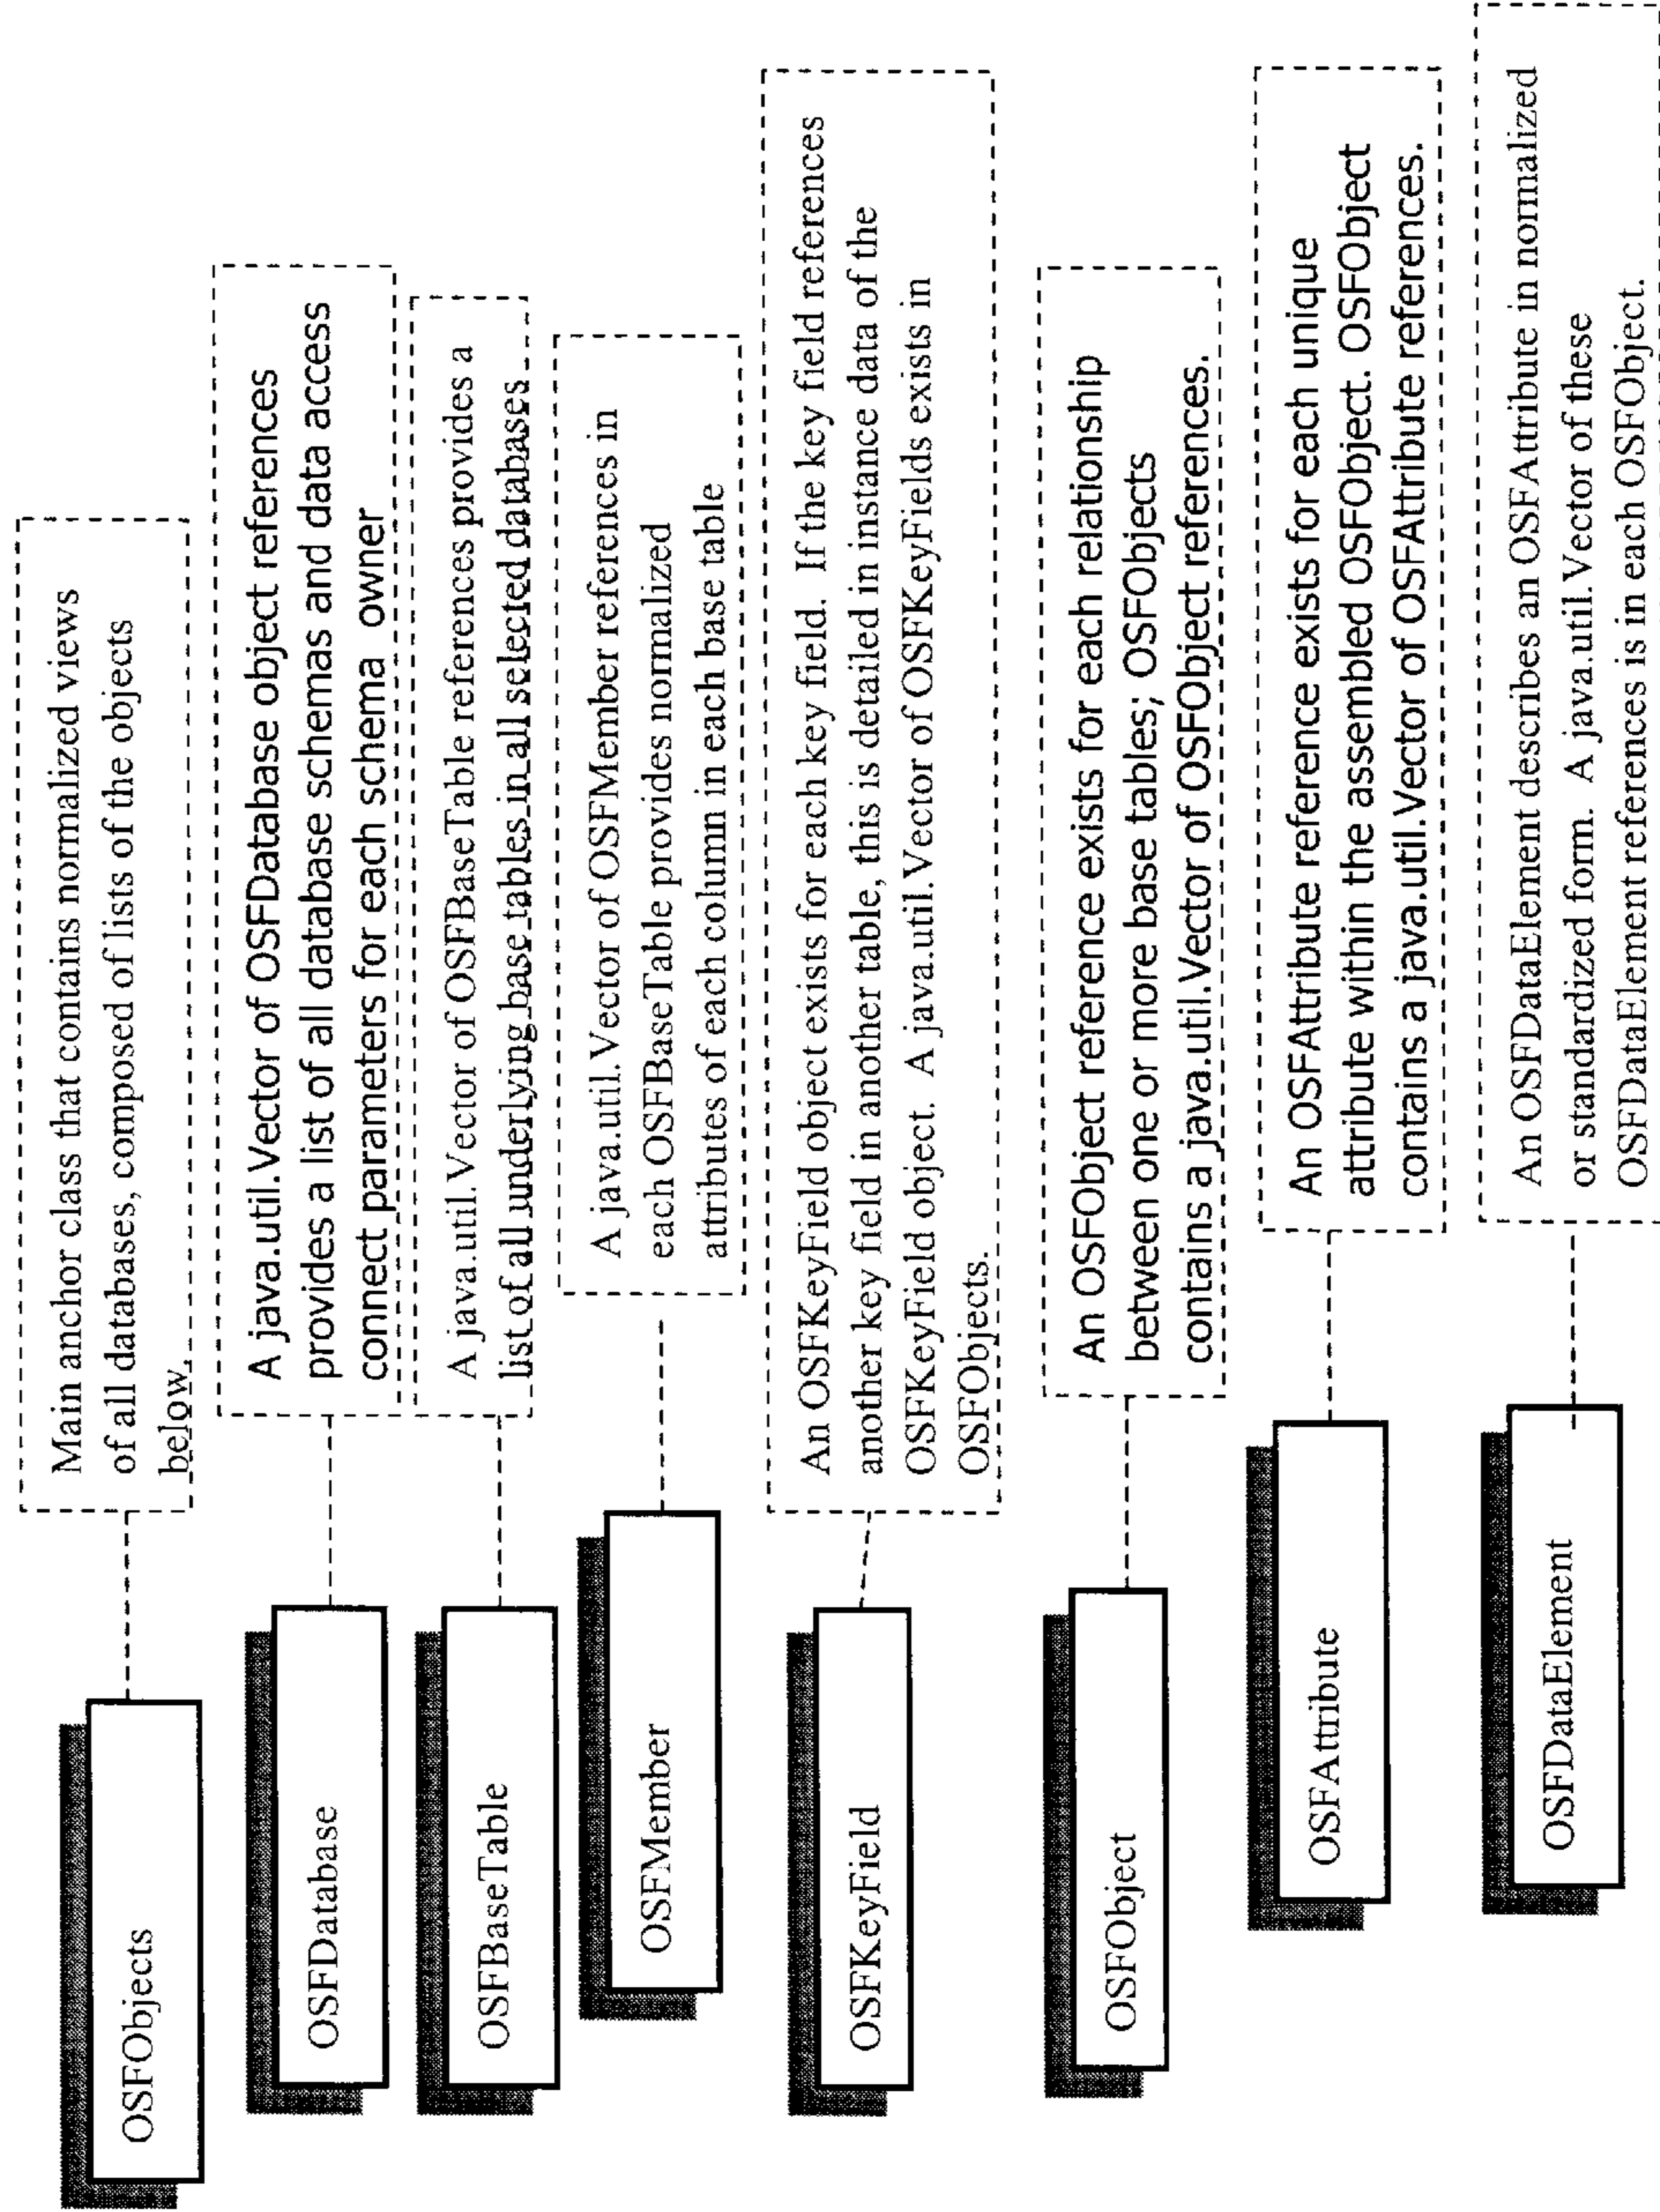 OSFObjects
Main anchor class that contains normalized views
of all databases, composed of lists of the objects
below.
OSFDatabase
A java.util.Vector of OSFDatabase object references
provides a list of all database schemas and data access
connect parameters for each schema owner
OSFBaseTable
A java.util.Vector of OSFBaseTable references provides a
list of all underlying base tables in all selected databases
OSFMember
A java.util.Vector of OSFMember references in
each OSFBaseTable provides normalized
attributes of each column in each base table
OSFKeyField
An OSFKeyField object exists for each key field. If the key field references
another key field in another table, this is detailed in instance data of the
OSFKeyField object. A java.util.Vector of OSFKeyFields exists in
OSFObjects.
OSFObject
An OSFObject reference exists for each relationship
between one or more base tables; OSFObjects
contains a java.util.Vector of OSFObject references.
OSFAttribute
An OSFAttribute reference exists for each unique
attribute within the assembled OSFObject. OSFObject
contains a java.util.Vector of OSFAttribute references.
OSFDataElement
An OSFDataElement describes an OSFAttribute in normalized
or standardized form. A java.util.Vector of these
OSFDataElement references is in each OSFObject.